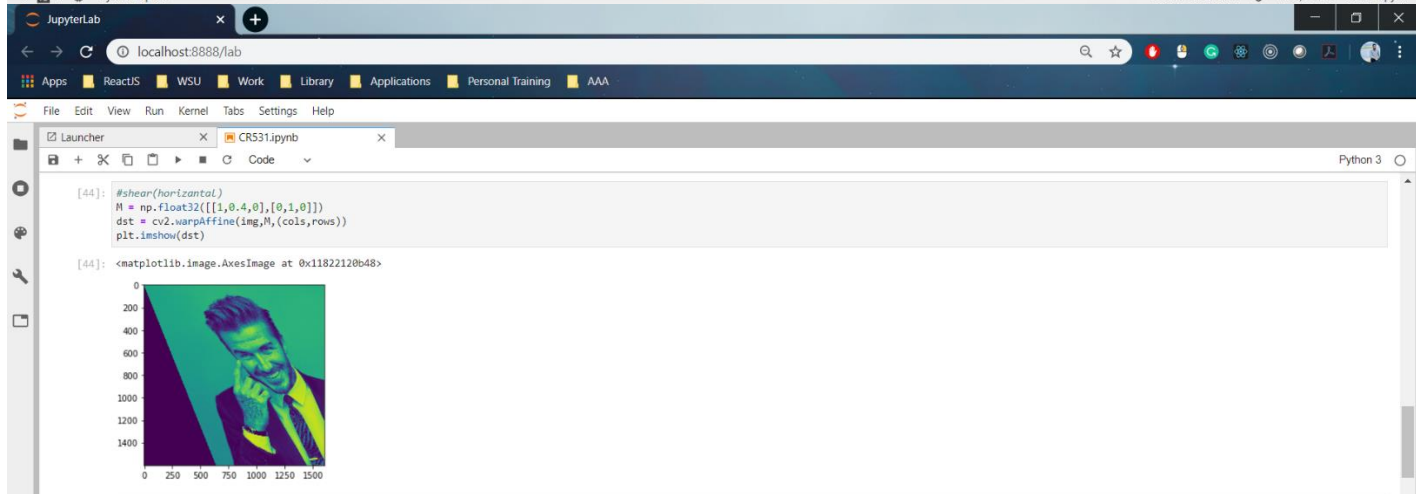 JupyterLab
localhost:8888/lab
Apps ReactJS WSU Work Library Applications Personal Training AAA
File Edit View Run Kernel Tabs Settings Help
Launcher CR531.ipynb
Code Python 3
[44]: #shear(horizantal)
M = np.float32([[1,0.4,0],[0,1,0]])
dst = cv2.warpAffine(img,M,(cols,rows))
plt.imshow(dst)
[44]: <matplotlib.image.AxesImage at 0x11822120b48>
0
200
400
600
800
1000
1200
1400
0 250 500 750 1000 1250 1500